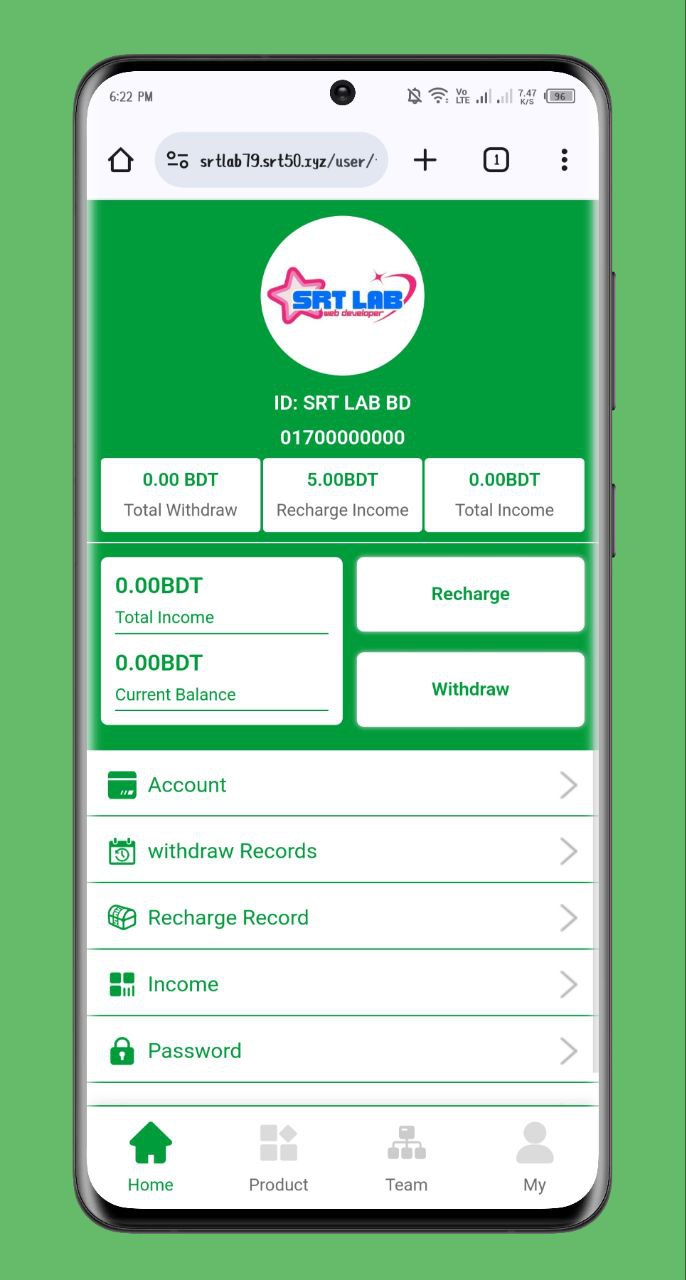 6:22 PM
Vo
LTE
7.47
K/S
96
srtlab79.srt50.xyz/user/
1
SRT LAB
web developer
ID: SRT LAB BD
01700000000
0.00 BDT
Total Withdraw
5.00BDT
Recharge Income
0.00BDT
Total Income
0.00BDT
Total Income
0.00BDT
Current Balance
Recharge
Withdraw
Account
withdraw Records
Recharge Record
Income
Password
Home
Product
Team
My